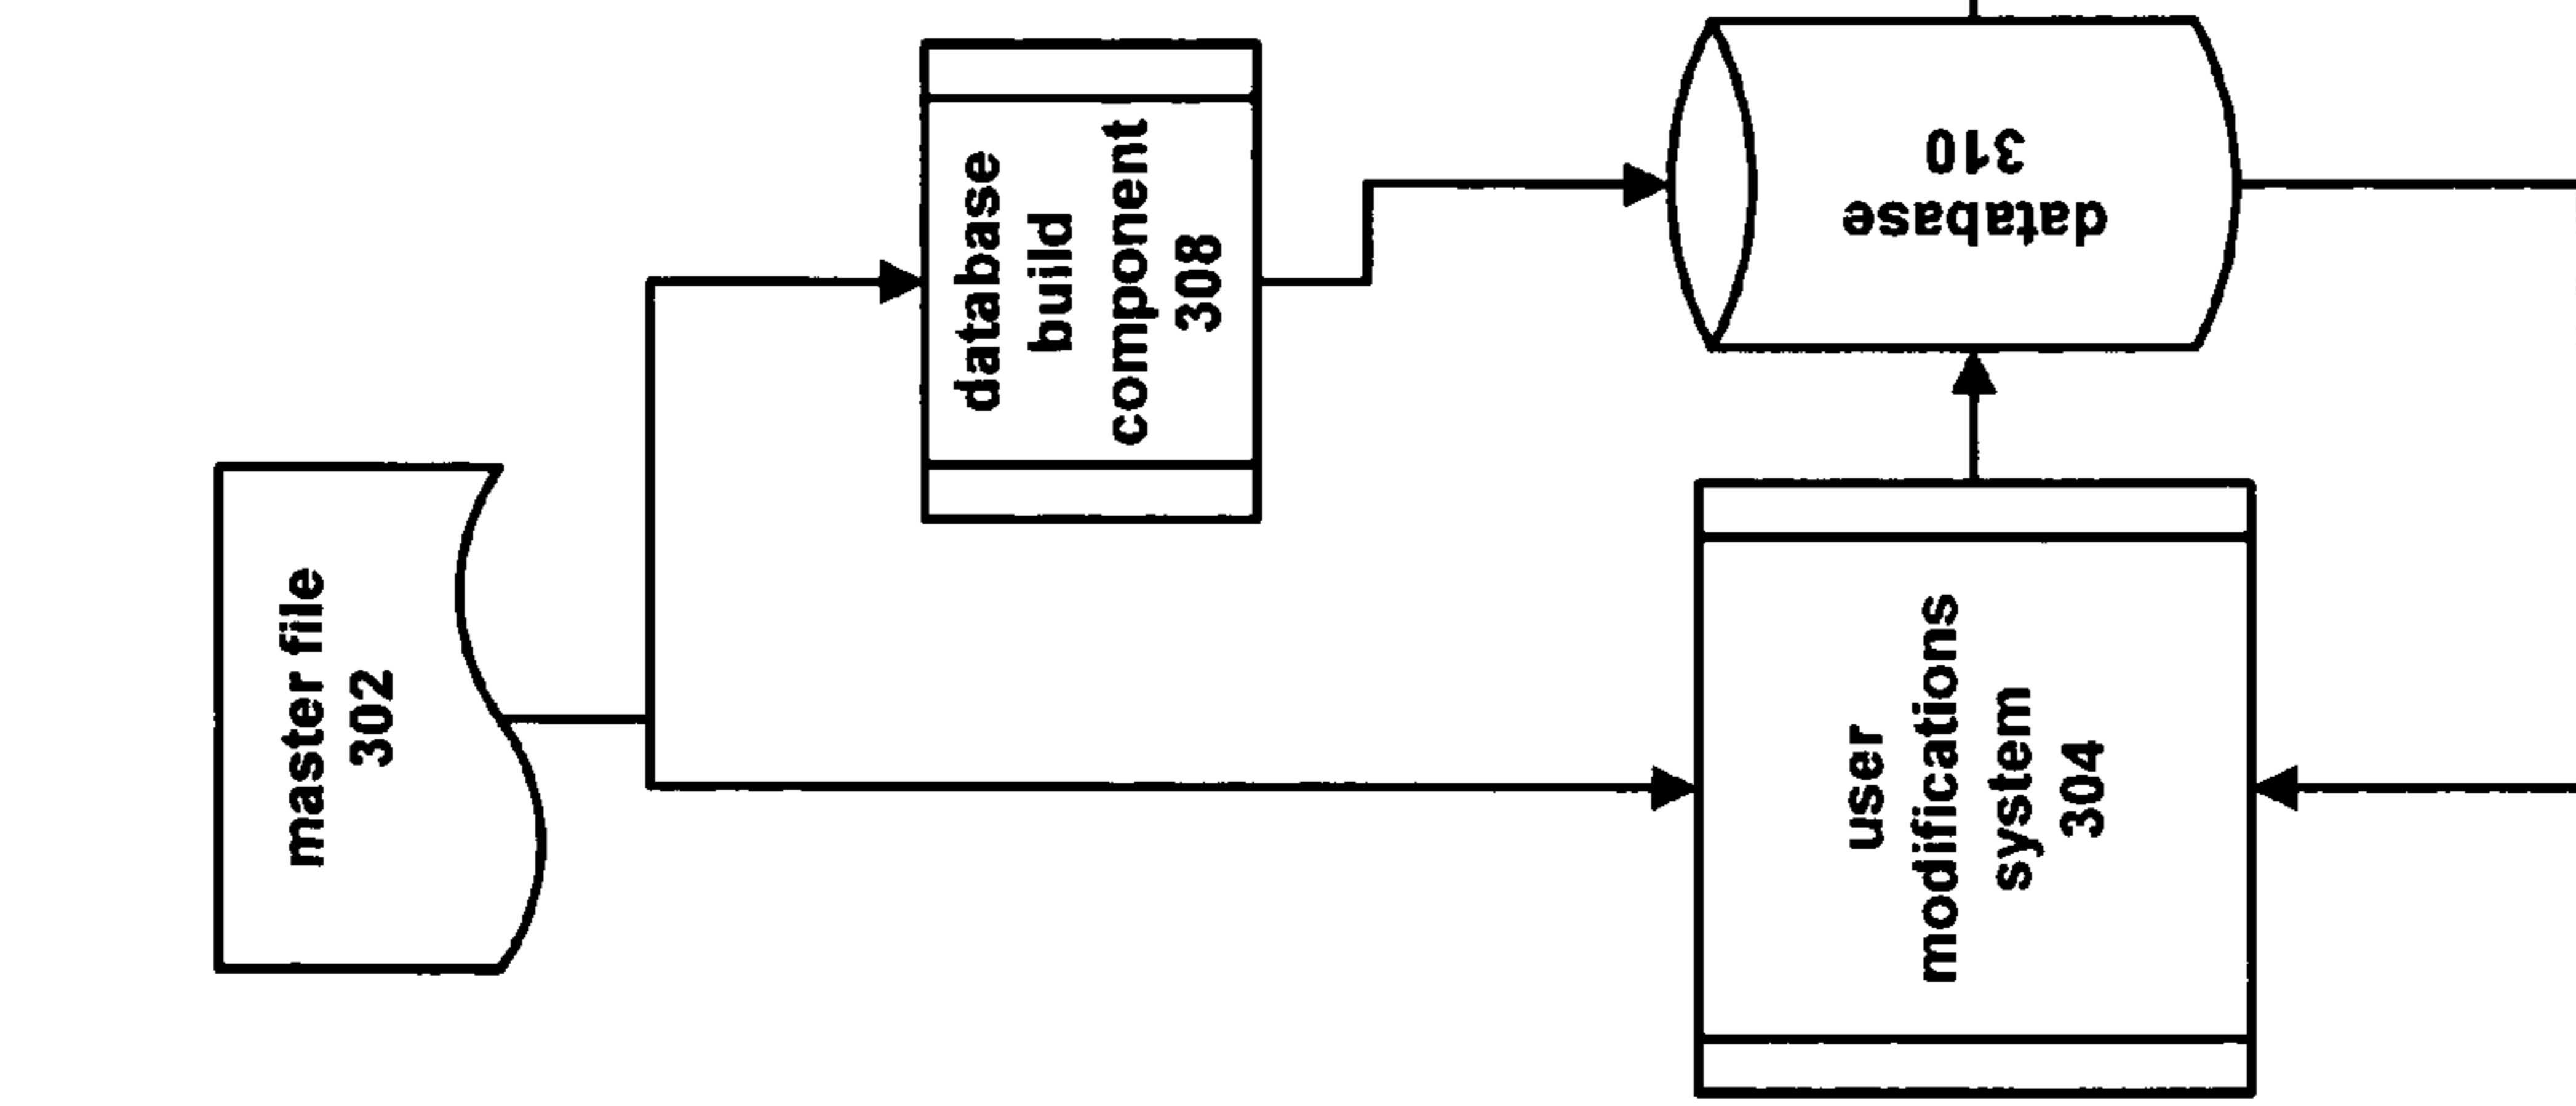 master file
302
database
build
component
308
database
310
user
modifications
system
304